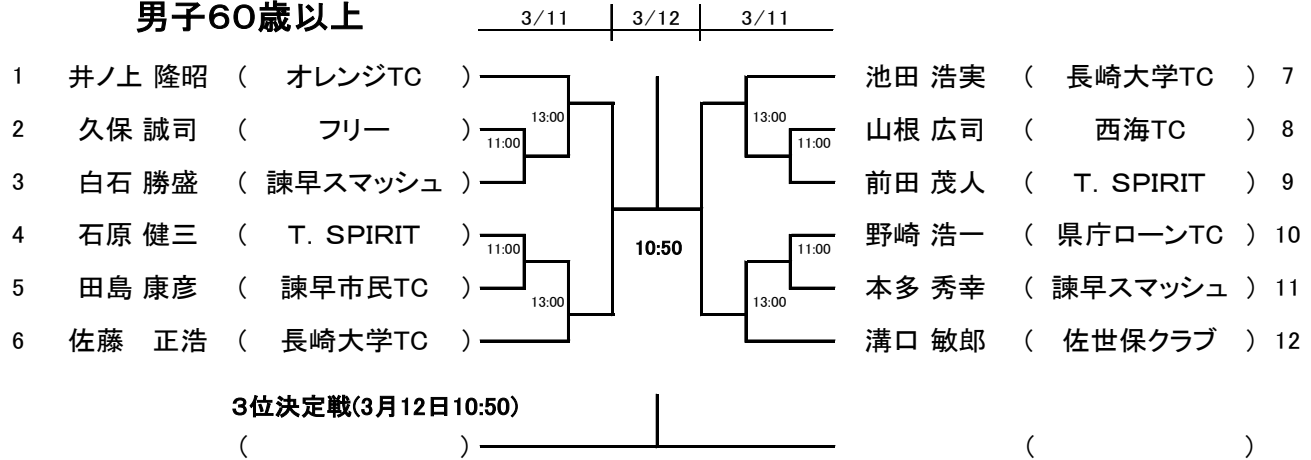 男子60歳以上 3/11 3/12 3/11
1 井ノ上 隆昭 ( オレンジTC ) 池田 浩実 ( 長崎大学TC ) 7
13:00 13:00
2 久保 誠司 ( フリー ) 山根 広司 ( 西海TC ) 8
11:00 11:00
3 白石 勝盛 ( 諫早スマッシュ ) 前田 茂人 ( T．SPIRIT ) 9
4 石原 健三 ( T．SPIRIT ) 野崎 浩一 ( 県庁ローンTC ) 10
11:00 10:50 11:00
5 田島 康彦 ( 諫早市民TC ) 本多 秀幸 ( 諫早スマッシュ ) 11
13:00 13:00
6 佐藤　正浩 ( 長崎大学TC ) 溝口 敏郎 ( 佐世保クラブ ) 12
３位決定戦(3月12日10:50)
( ) ( )